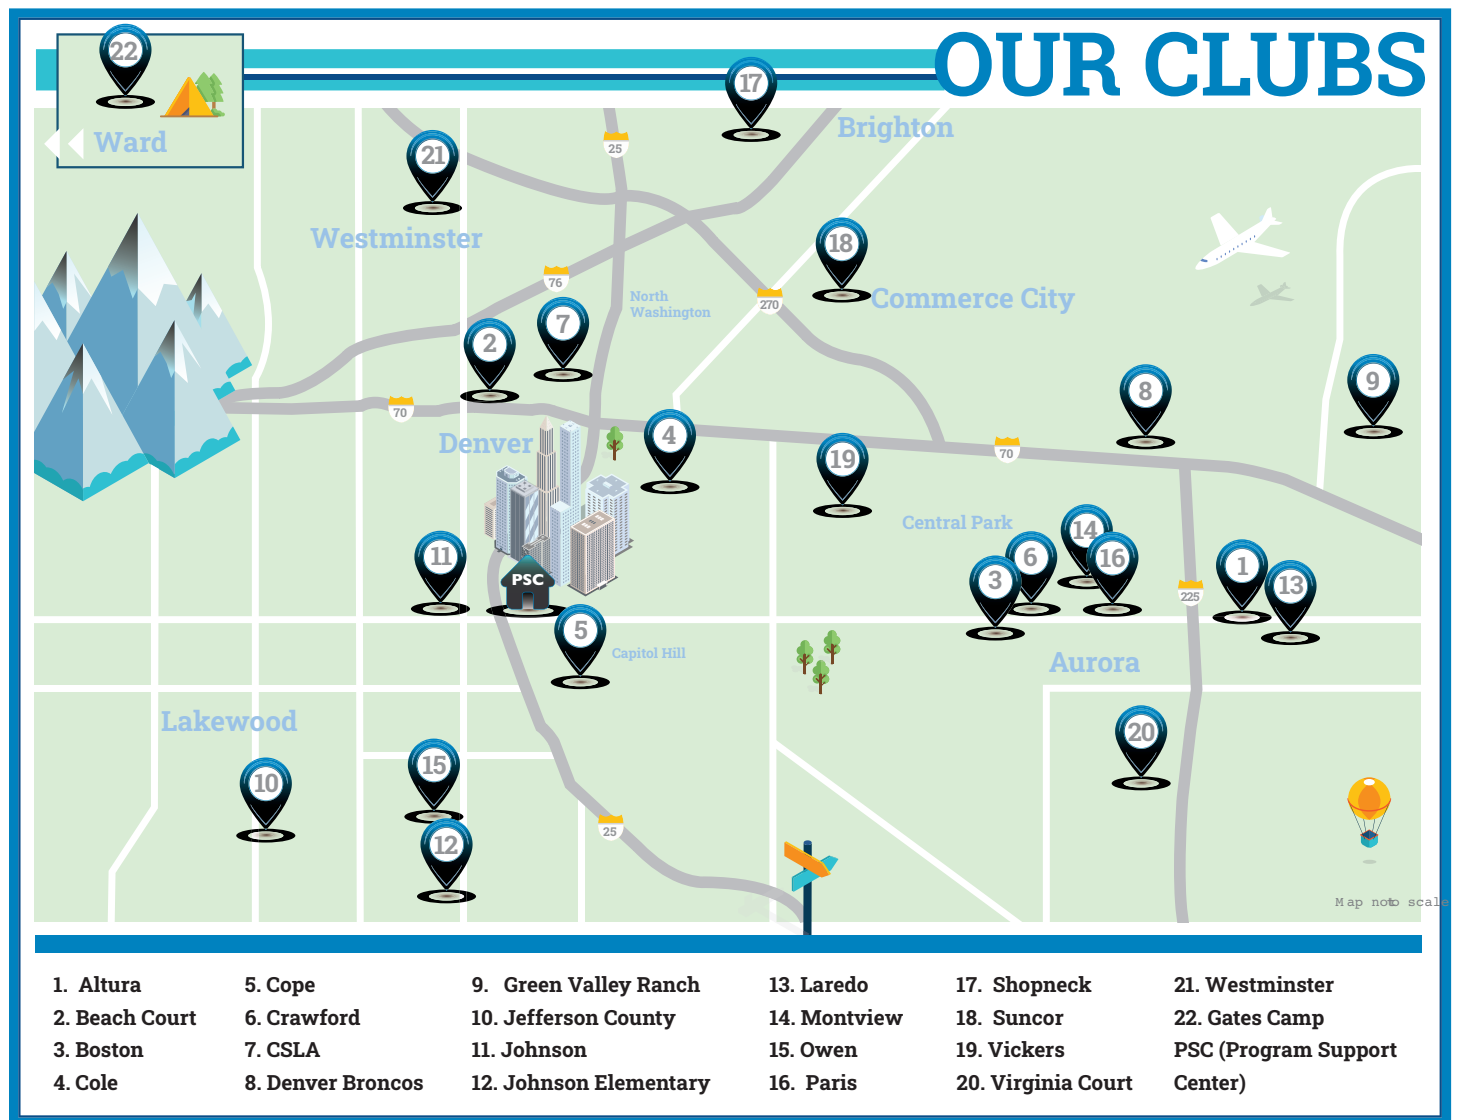 OUR CLUBS
22
Ward
17
Brighton
25
21
Westminster
18
76
North
Washington
270
Commerce City
7
2
8
9
70
Denver
4
70
19
Central Park
14
11
6
16
3
1
13
PSC
225
5
Capitol Hill
Aurora
Lakewood
20
15
10
25
12
Map not to scale
1. Altura
2. Beach Court
3. Boston
4. Cole
5. Cope
6. Crawford
7. CSLA
8. Denver Broncos
9. Green Valley Ranch
10. Jefferson County
11. Johnson
12. Johnson Elementary
13. Laredo
14. Montview
15. Owen
16. Paris
17. Shopneck
18. Suncor
19. Vickers
20. Virginia Court
21. Westminster
22. Gates Camp
PSC (Program Support
Center)